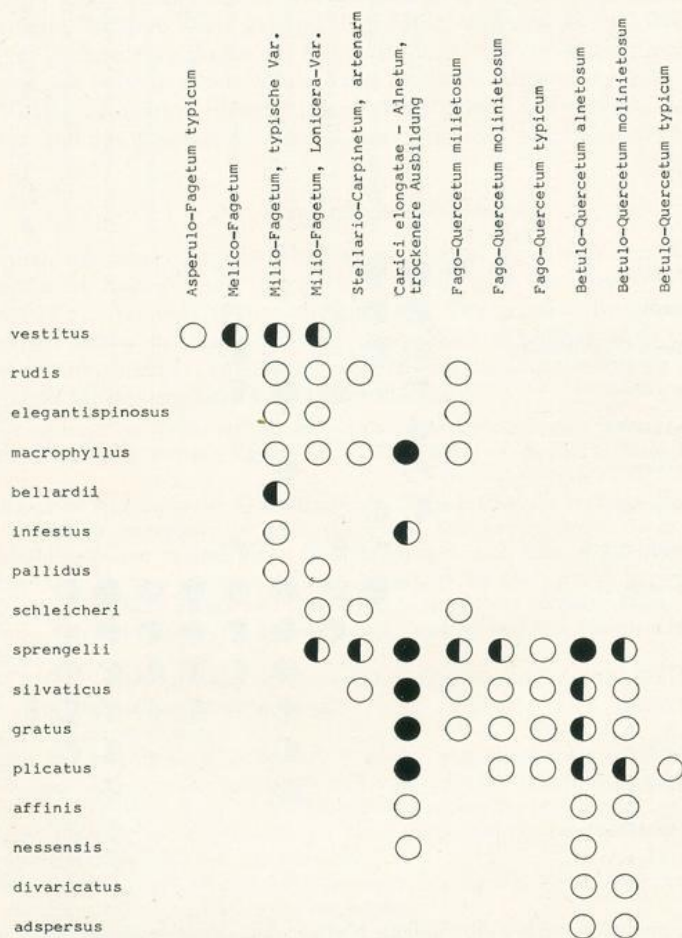 Asperulo-Fagetum typicum
Melico-Fagetum
Milio-Fagetum, typische Var.
Milio-Fagetum, Lonicera-Var.
Stellario-Carpinetum, artenarm
Carici elongatae - Alnetum,
trockenere Ausbildung
Fago-Quercetum milietosum
Fago-Quercetum molinietosum
Fago-Quercetum typicum
Betulo-Quercetum alnetosum
Betulo-Quercetum molinietosum
Betulo-Quercetum typicum
vestitus
rudis
elegantispinosus
macrophyllus
bellardii
infestus
pallidus
schleicheri
sprengelii
silvaticus
gratus
plicatus
affinis
nessensis
divaricatus
adspersus